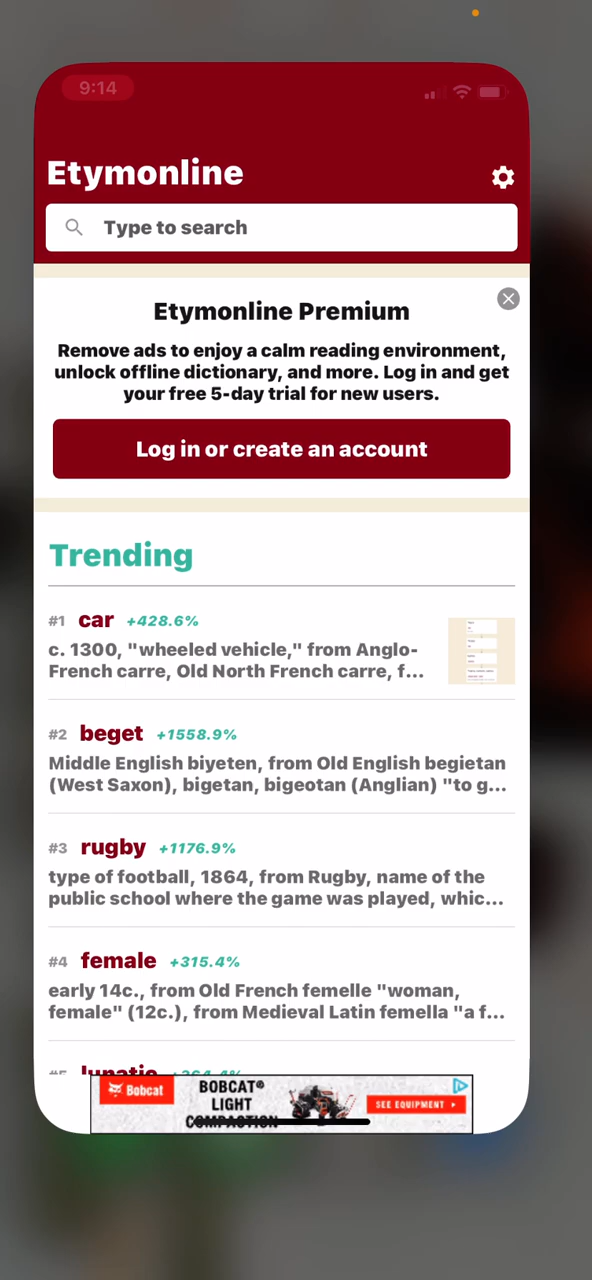 9:14
Etymonline
Type to search
Etymonline Premium
Remove ads to enjoy a calm reading environment,
unlock offline dictionary, and more. Log in and get
your free 5-day trial for new users.
Log in or create an account
Trending
#1 car +428.6%
c. 1300, "wheeled vehicle," from Anglo-
French carre, Old North French carre, f...
#2 beget +1558.9%
Middle English biyeten, from Old English begietan
(West Saxon), bigetan, bigeotan (Anglian) "to g...
#3 rugby +1176.9%
type of football, 1864, from Rugby, name of the
public school where the game was played, whic...
#4 female +315.4%
early 14c., from Old French femelle "woman,
female" (12c.), from Medieval Latin femella "a f...
#5 lunatic +364.4%
Bobcat
BOBCAT®
LIGHT
COMPACTION
SEE EQUIPMENT